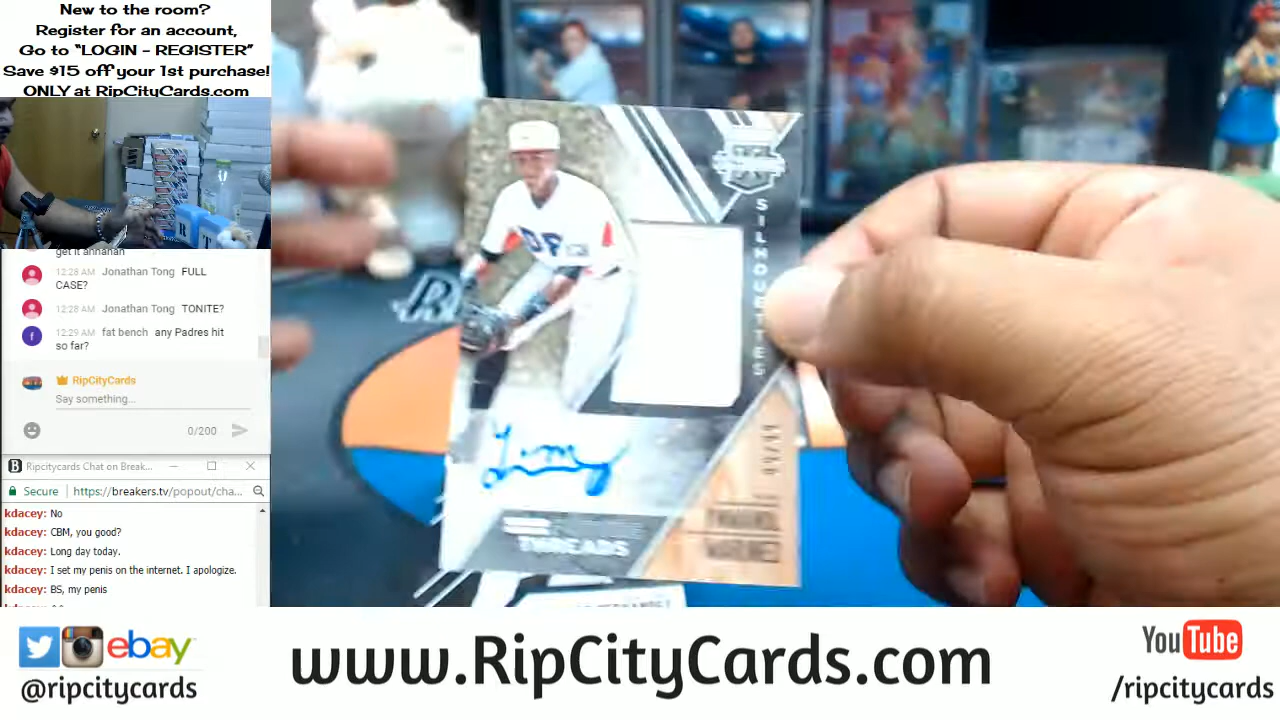 New to the room?
Register for an account,
Go to "LOGIN - REGISTER"
Save $15 off your 1st purchase!
ONLY at RipCityCards.com
get it ahhahah
12:28 AM Jonathan Tong FULL
CASE?
12:28 AM Jonathan Tong TONITE?
12:29 AM fat bench any Padres hit
so far?
RipCityCards
Say something...
0/200
Ripcitycards Chat on Break...
Secure https://breakers.tv/popout/cha...
kdacey: No
kdacey: CBM, you good?
kdacey: Long day today.
kdacey: I set my penis on the internet. I apologize.
kdacey: BS, my penis
SILHOUETTES
THREADS
ebay
@ripcitycards
www.RipCityCards.com
YouTube
/ripcitycards